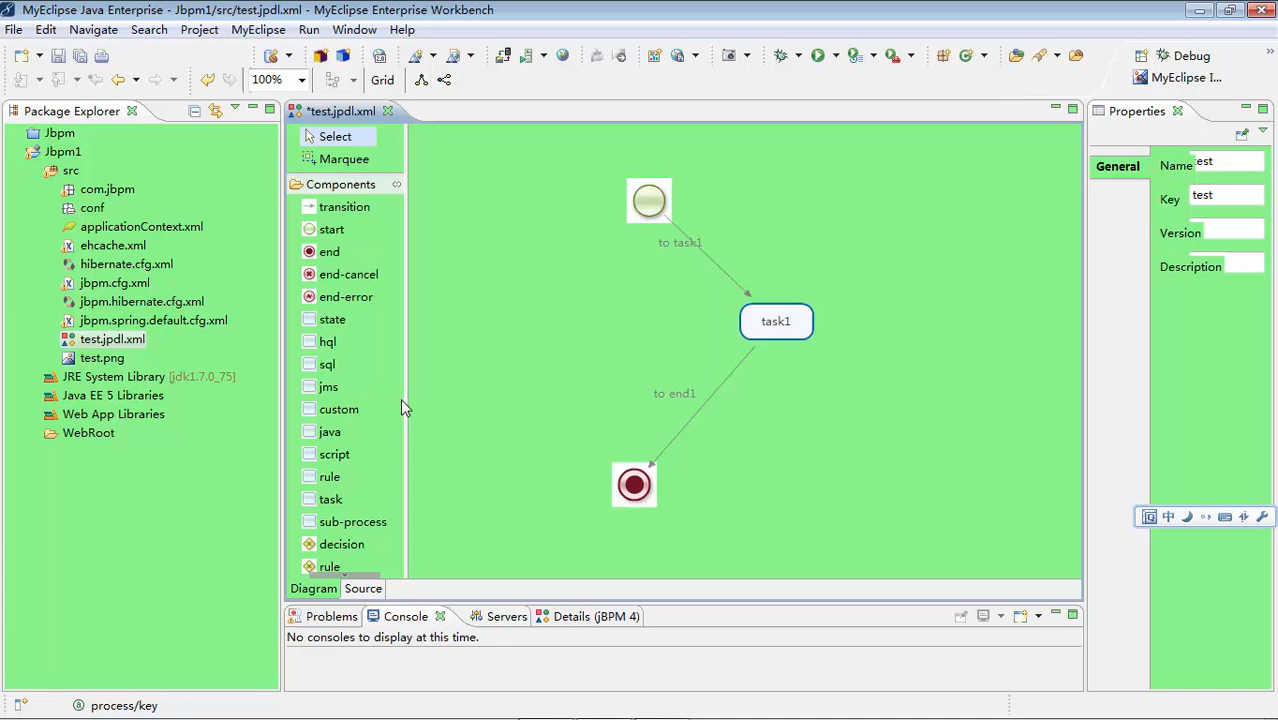 MyEclipse Java Enterprise - Jbpm1/src/test.jpdl.xml - MyEclipse Enterprise Workbench
File Edit Navigate Search Project MyEclipse Run Window Help
Debug
100% Grid
MyEclipse I...
Package Explorer
*test.jpdl.xml
Properties
Jbpm
Jbpm1
src
com.jbpm
conf
applicationContext.xml
ehcache.xml
hibernate.cfg.xml
jbpm.cfg.xml
jbpm.hibernate.cfg.xml
jbpm.spring.default.cfg.xml
test.jpdl.xml
test.png
JRE System Library [jdk1.7.0_75]
Java EE 5 Libraries
Web App Libraries
WebRoot
Select
Marquee
Components
transition
start
end
end-cancel
end-error
state
hql
sql
jms
custom
java
script
rule
task
sub-process
decision
rule
to task1
task1
to end1
General
Name test
Key test
Version
Description
中
Diagram Source
Problems Console Servers Details (jBPM 4)
No consoles to display at this time.
process/key